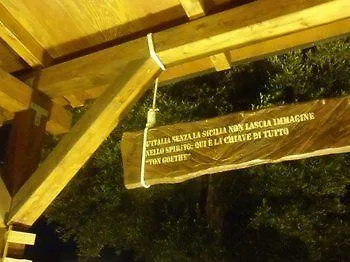 L'ITALIA SENZA LA SICILIA NON LASCIA IMMAGINE
NELLO SPIRITO: QUI È LA CHIAVE DI TUTTO
"VON GOETHE"